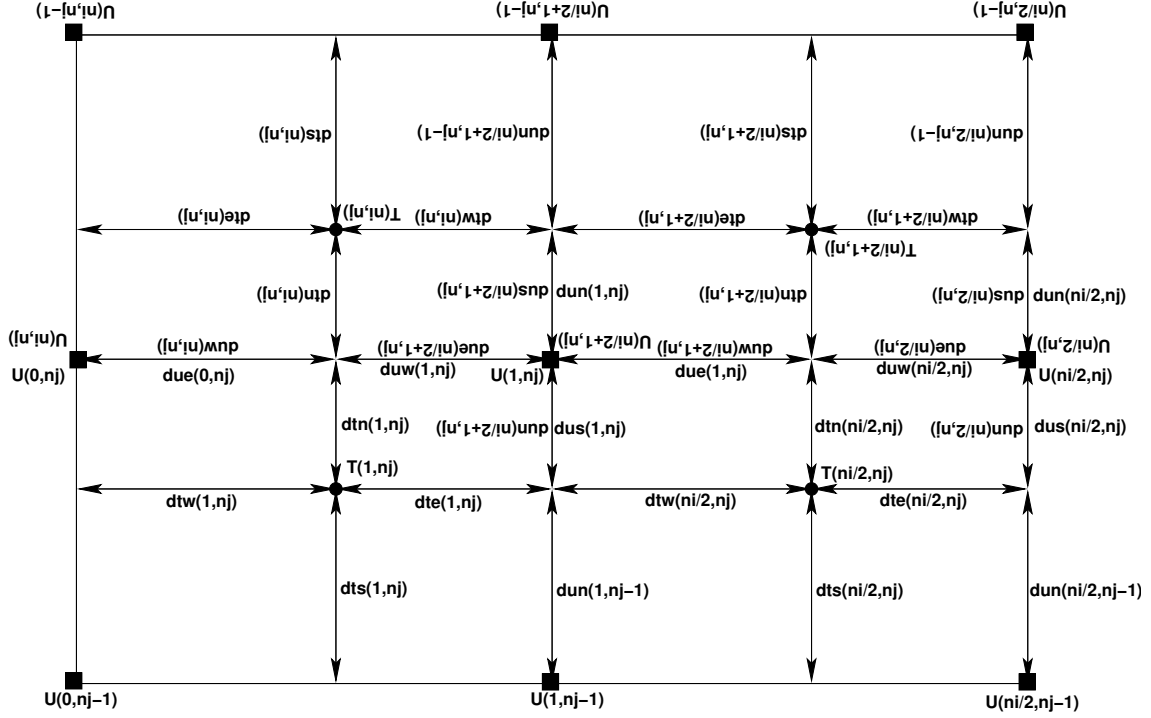 U(ni,nj−1)
U(ni/2+1,nj−1)
U(ni/2,nj−1)
dts(ni,nj)
dun(ni/2+1,nj−1)
dts(ni/2+1,nj)
dun(ni/2,nj−1)
dte(ni,nj)
T(ni,nj)
dtw(ni,nj)
dte(ni/2+1,nj)
dtw(ni/2+1,nj)
T(ni/2+1,nj)
dtn(ni,nj)
dus(ni/2+1,nj)
dun(1,nj)
dtn(ni/2+1,nj)
dus(ni/2,nj)
dun(ni/2,nj)
U(ni,nj)
duw(ni,nj)
due(ni/2+1,nj)
U(ni/2+1,nj)
duw(ni/2+1,nj)
due(ni/2,nj)
U(ni/2,nj)
U(0,nj)
due(0,nj)
duw(1,nj)
U(1,nj)
due(1,nj)
duw(ni/2,nj)
U(ni/2,nj)
dtn(1,nj)
dun(ni/2+1,nj)
dus(1,nj)
dtn(ni/2,nj)
dun(ni/2,nj)
dus(ni/2,nj)
T(1,nj)
T(ni/2,nj)
dtw(1,nj)
dte(1,nj)
dtw(ni/2,nj)
dte(ni/2,nj)
dts(1,nj)
dun(1,nj−1)
dts(ni/2,nj)
dun(ni/2,nj−1)
U(0,nj−1)
U(1,nj−1)
U(ni/2,nj−1)